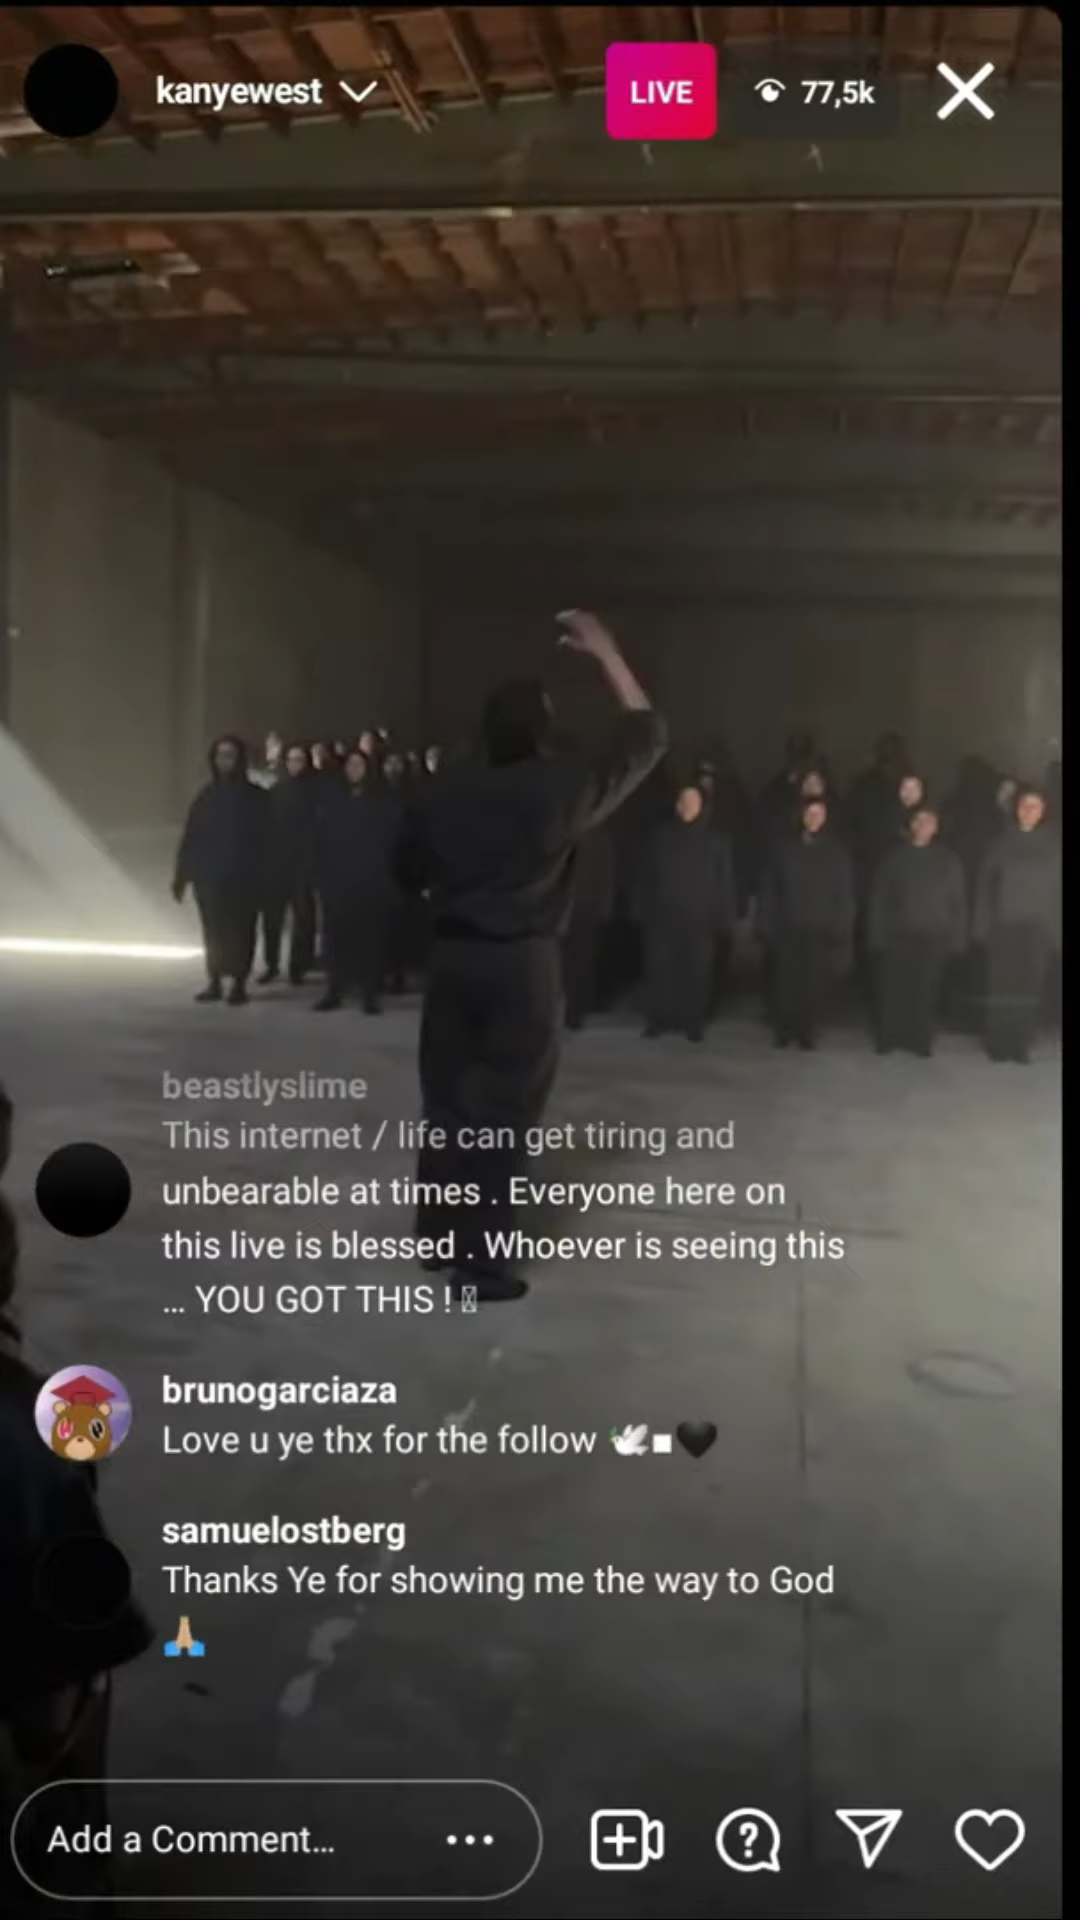 kanyewest
LIVE
77,5k
beastlyslime
This internet / life can get tiring and
unbearable at times . Everyone here on
this live is blessed . Whoever is seeing this
... YOU GOT THIS !
brunogarciaza
Love u ye thx for the follow 🕊️◾🖤
samuelostberg
Thanks Ye for showing me the way to God
🙏🏼
Add a Comment...